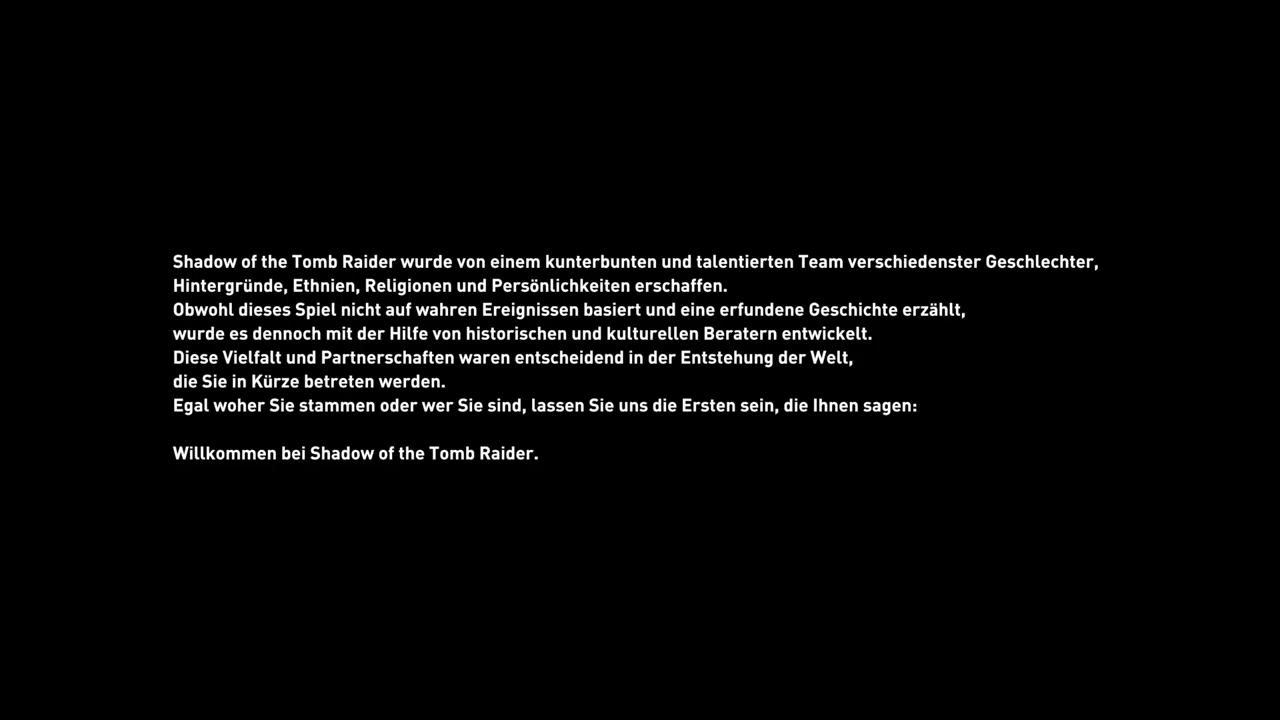 Shadow of the Tomb Raider wurde von einem kunterbunten und talentierten Team verschiedenster Geschlechter,
Hintergründe, Ethnien, Religionen und Persönlichkeiten erschaffen.
Obwohl dieses Spiel nicht auf wahren Ereignissen basiert und eine erfundene Geschichte erzählt,
wurde es dennoch mit der Hilfe von historischen und kulturellen Beratern entwickelt.
Diese Vielfalt und Partnerschaften waren entscheidend in der Entstehung der Welt,
die Sie in Kürze betreten werden.
Egal woher Sie stammen oder wer Sie sind, lassen Sie uns die Ersten sein, die Ihnen sagen:
Willkommen bei Shadow of the Tomb Raider.